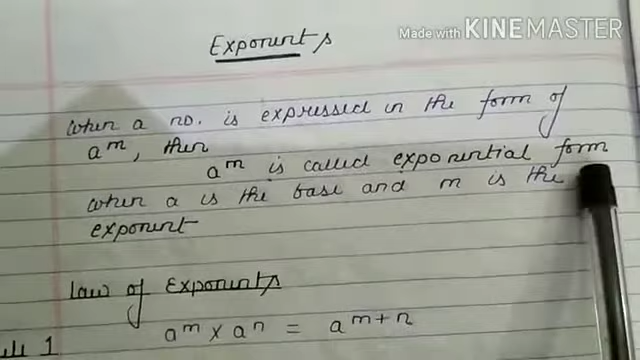 Made with KINEMASTER
Exponents
when a no. is expressed in the form of
a^m, then
a^m is called exponential form
when a is the base and m is the
exponent
law of Exponents
a^m × a^n = a^m+n